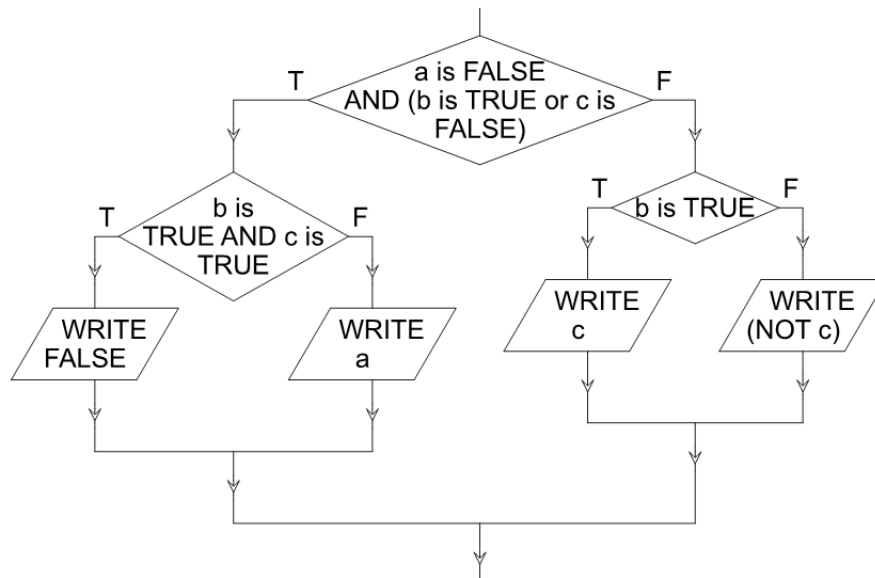 a is FALSE
AND (b is TRUE or c is
FALSE)
T
F
b is
TRUE AND c is
TRUE
T
F
WRITE
FALSE
WRITE
a
b is TRUE
T
F
WRITE
c
WRITE
(NOT c)